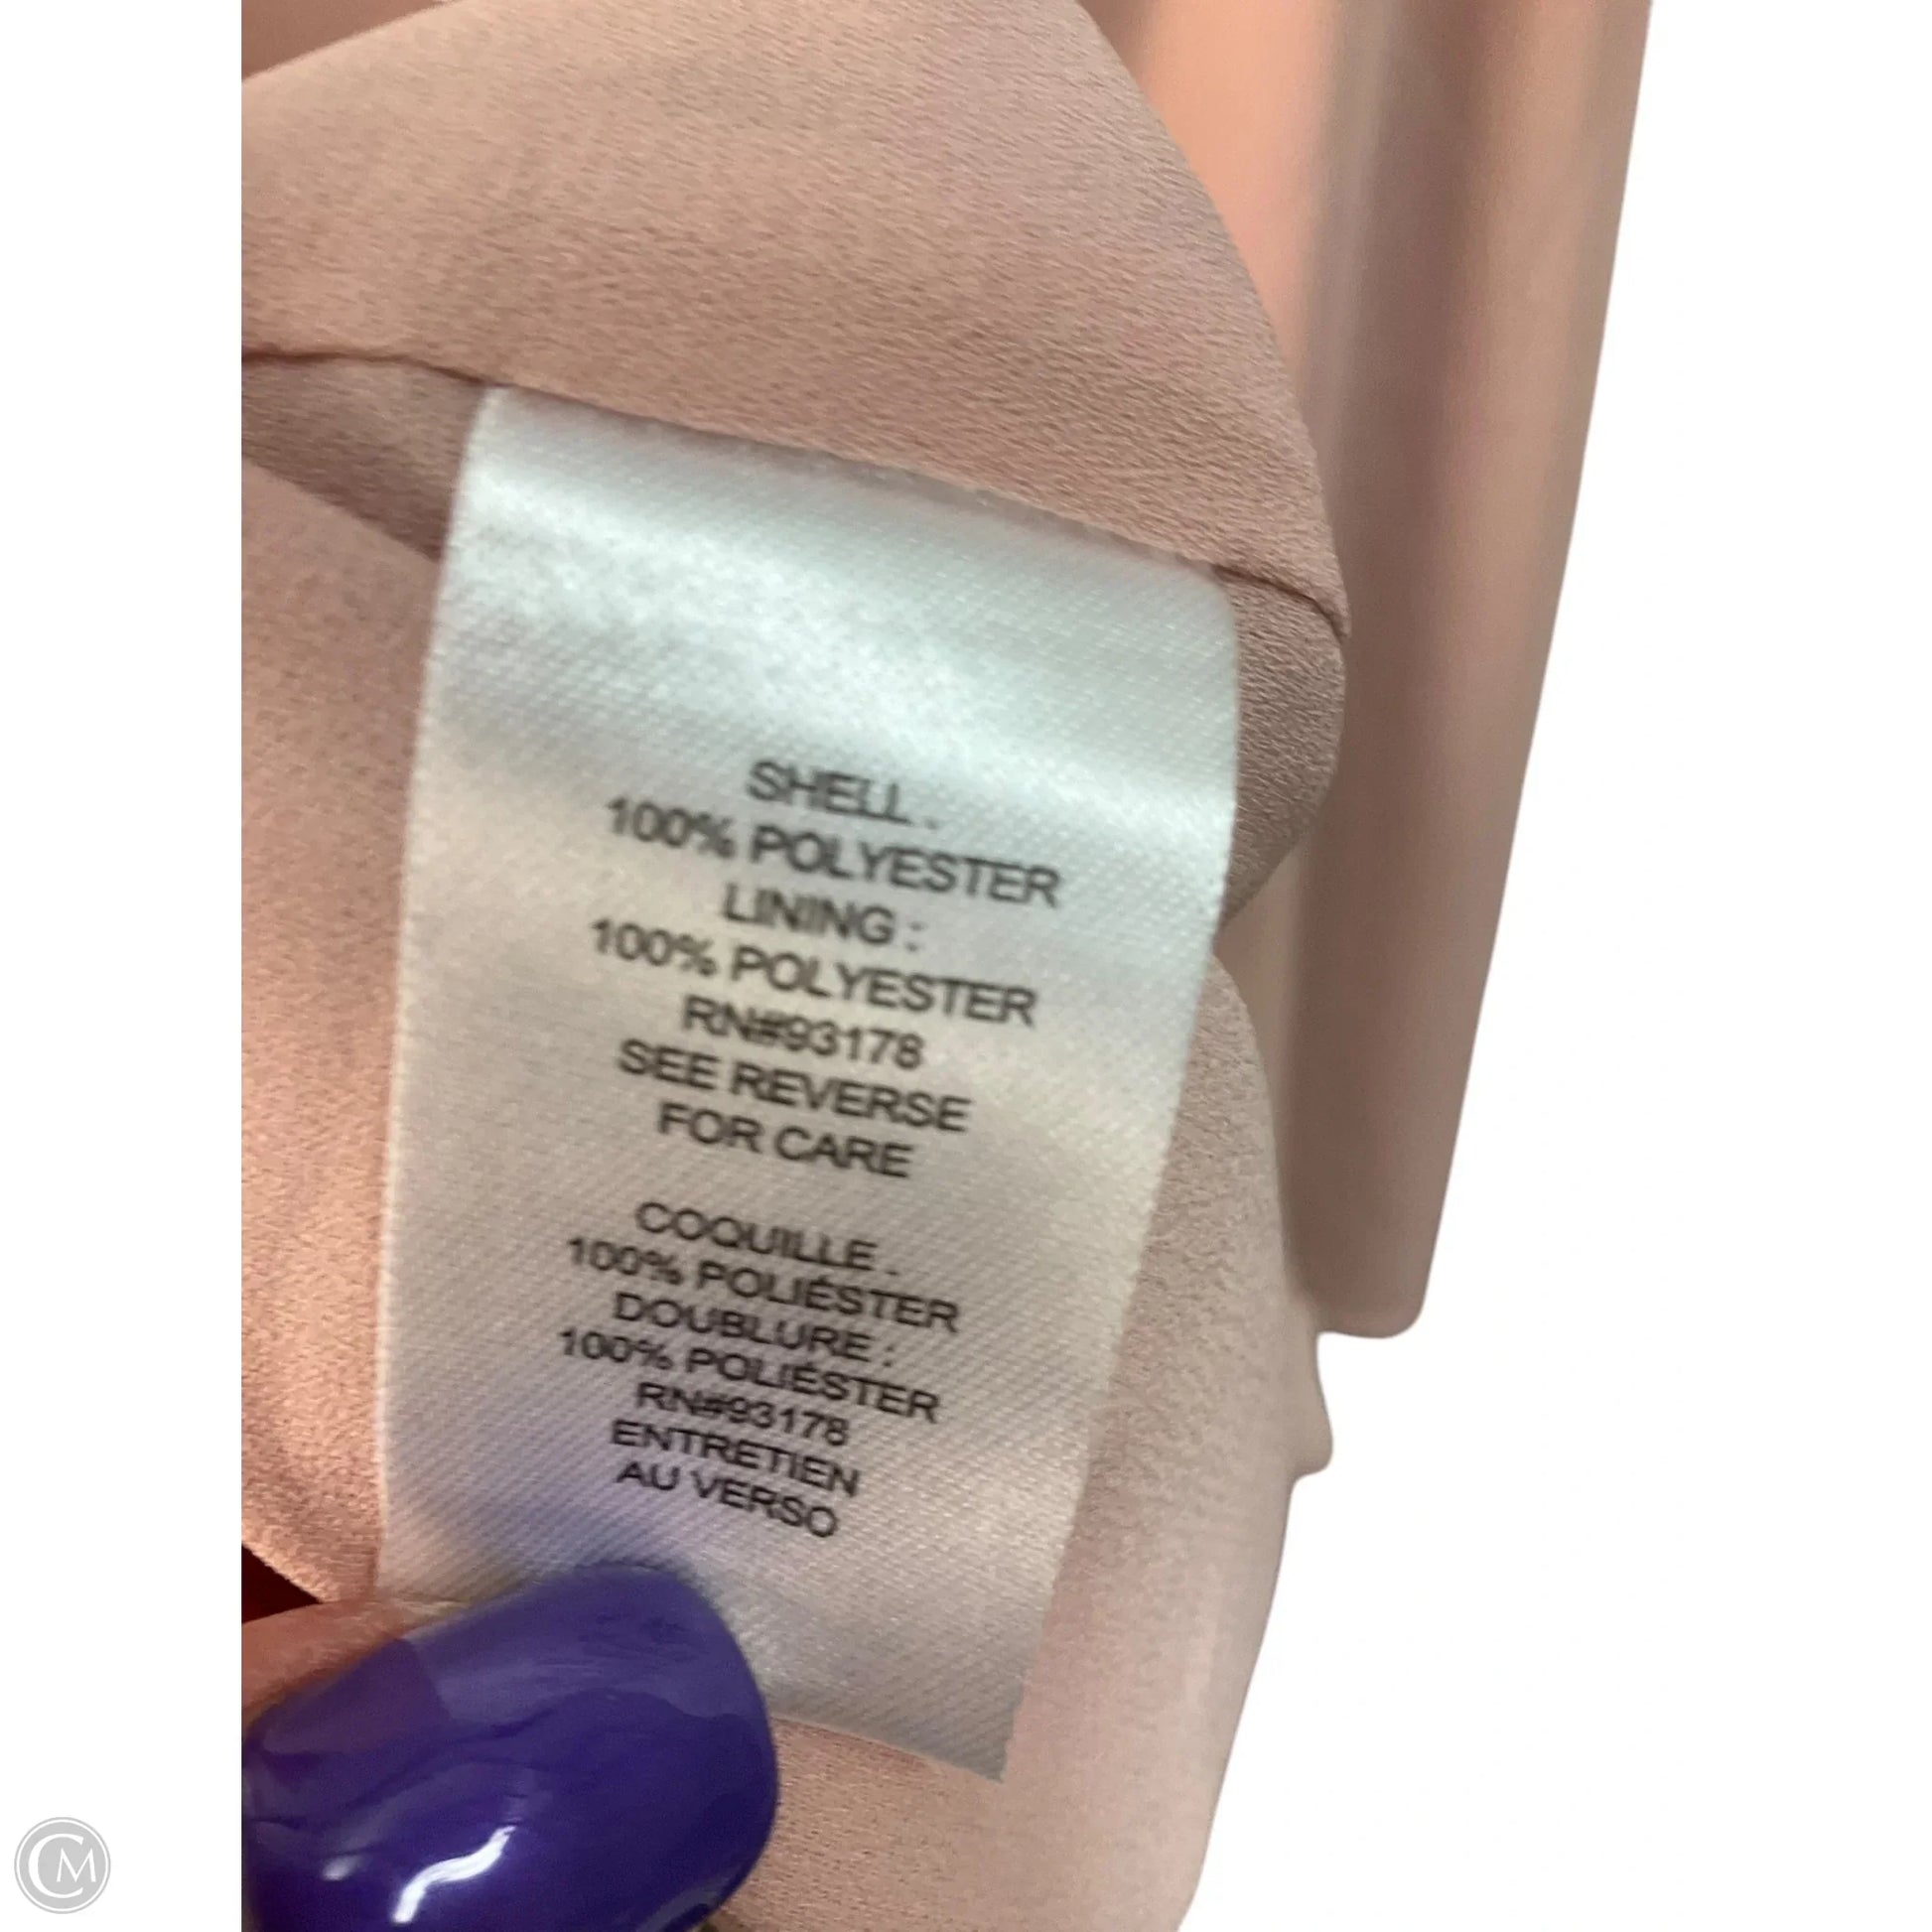 SHELL .
100% POLYESTER
LINING :
100% POLYESTER
RN#93178
SEE REVERSE
FOR CARE
COQUILLE .
100% POLIÉSTER
DOUBLURE :
100% POLIÉSTER
RN#93178
ENTRETIEN
AU VERSO
CM